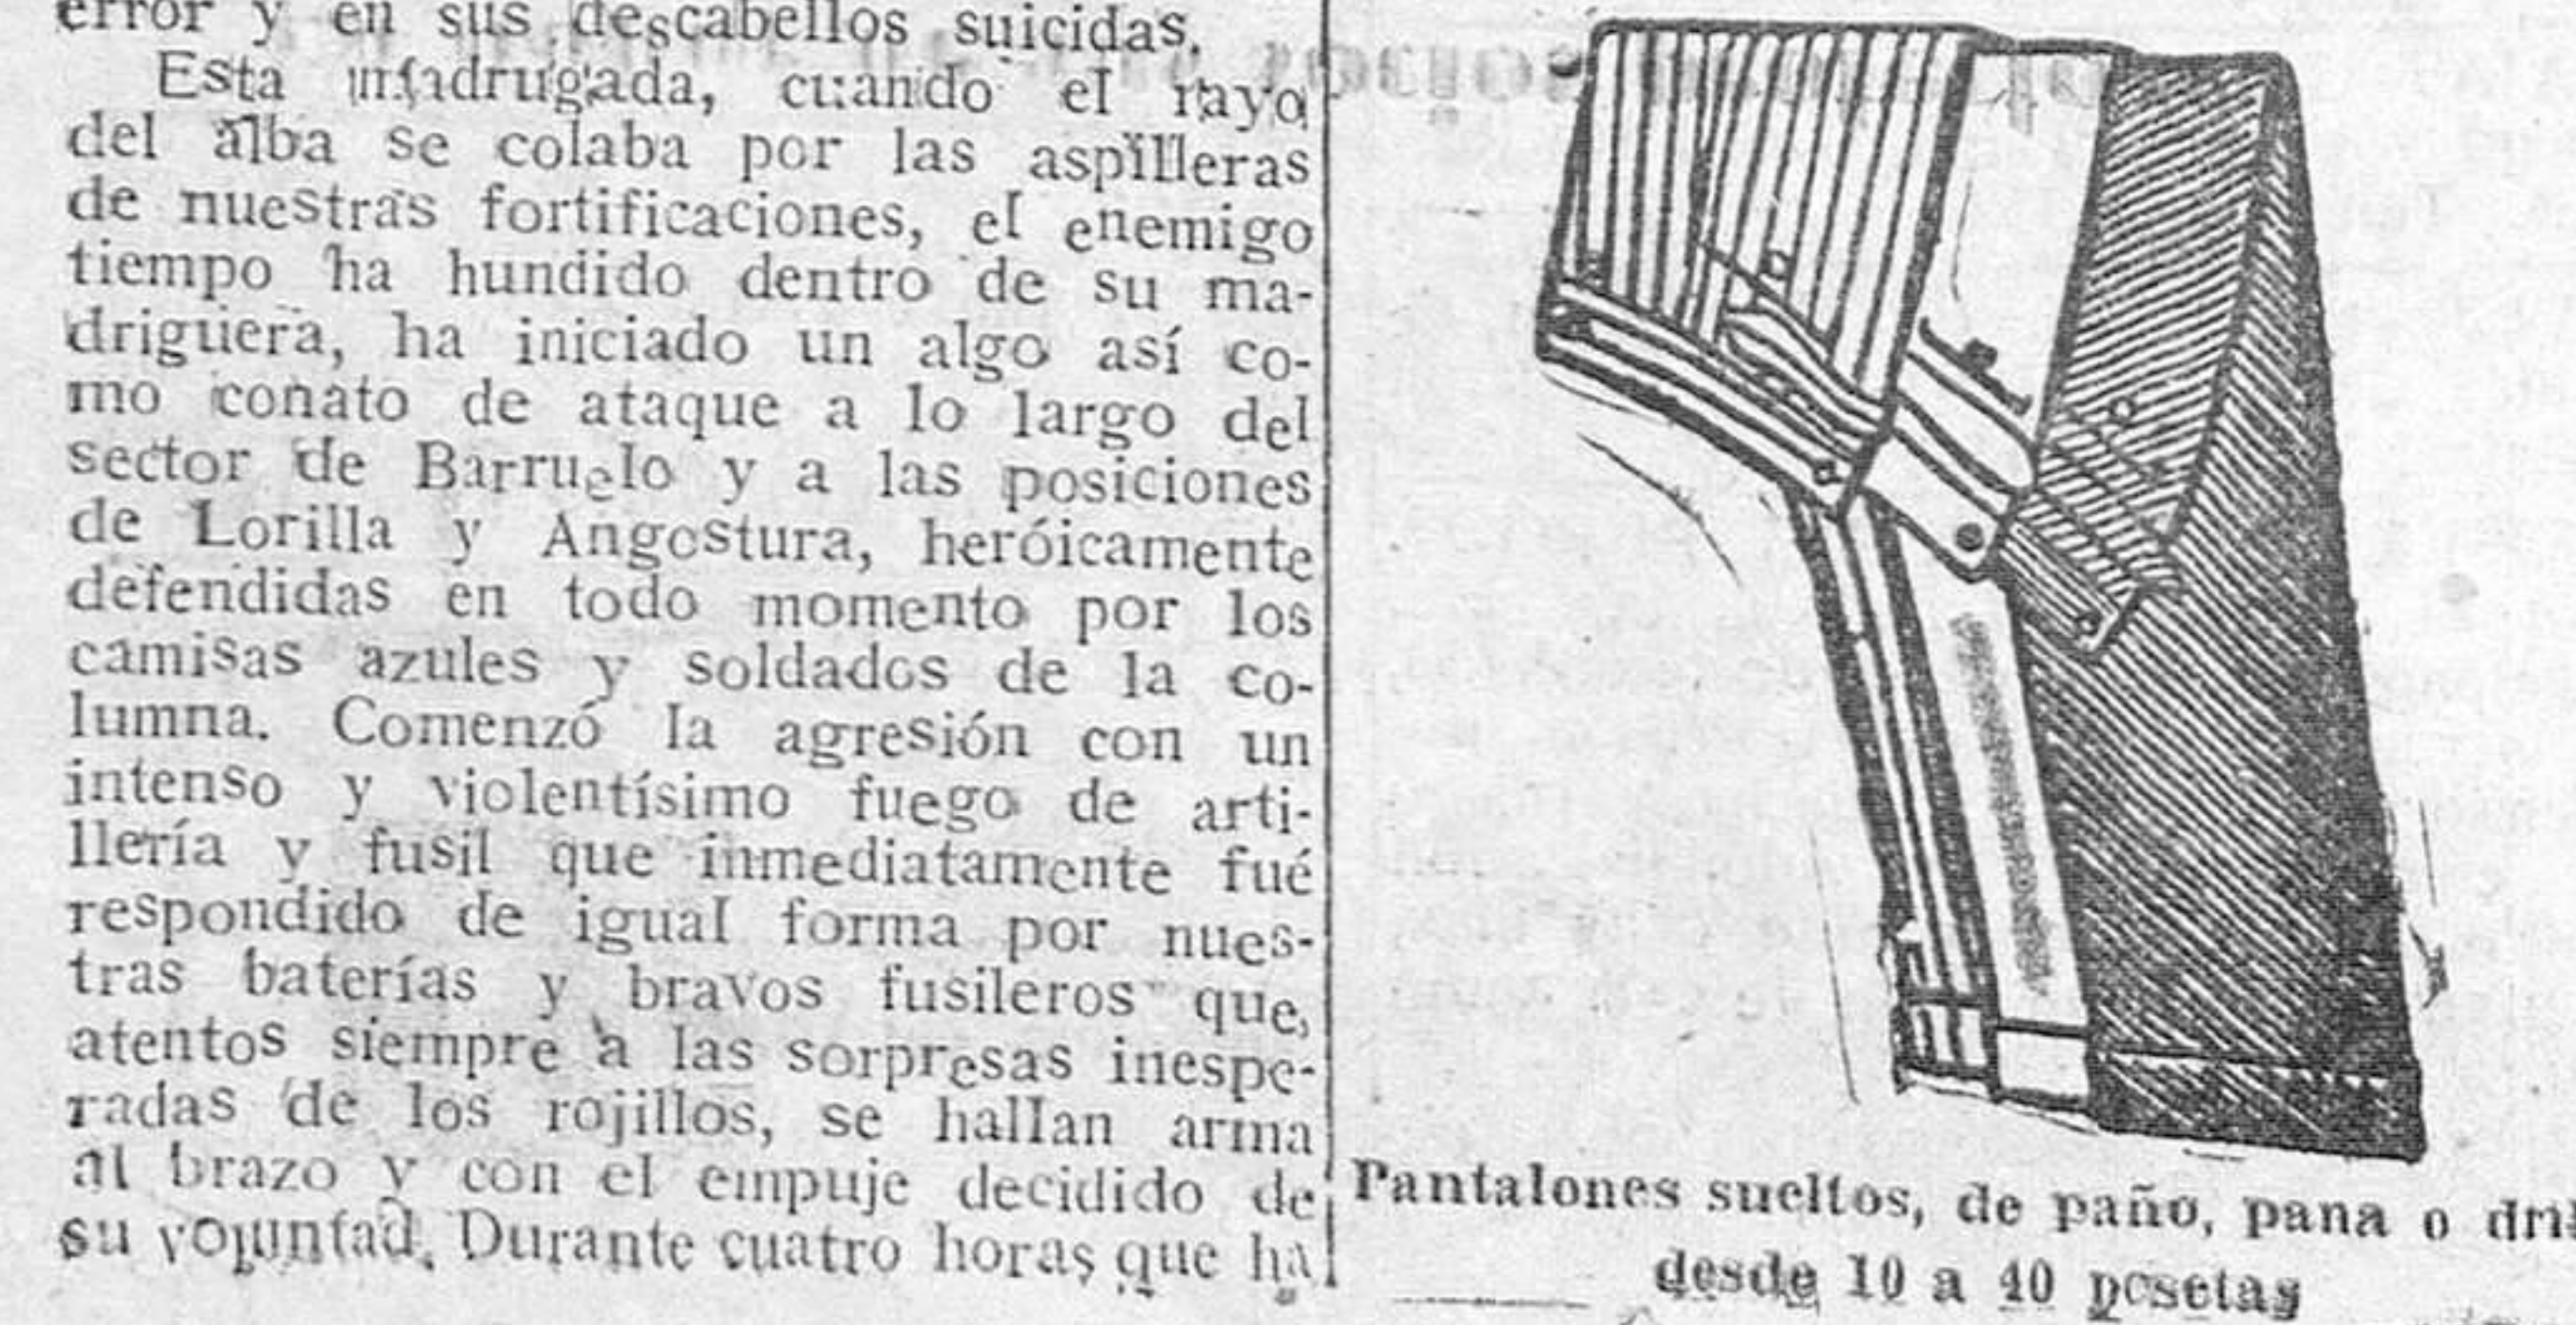 error y en sus descabellos suicidas.
Esta madrugada, cuando el rayo
del alba se colaba por las aspilleras
de nuestras fortificaciones, el enemigo
tiempo ha hundido dentro de su ma-
driguera, ha iniciado un algo así co-
mo conato de ataque a lo largo del
sector de Barruelo y a las posiciones
de Lorilla y Angostura, heróicamente
defendidas en todo momento por los
camisas azules y soldados de la co-
lumna. Comenzó la agresión con un
intenso y violentísimo fuego de arti-
llería y fusil que inmediatamente fué
respondido de igual forma por nues-
tras baterías y bravos fusileros que,
atentos siempre a las sorpresas inespe-
radas de los rojillos, se hallan arma
al brazo y con el empuje decidido de
su voluntad. Durante cuatro horas que ha
Pantalones sueltos, de paño, pana o dril
desde 10 a 40 pesetas